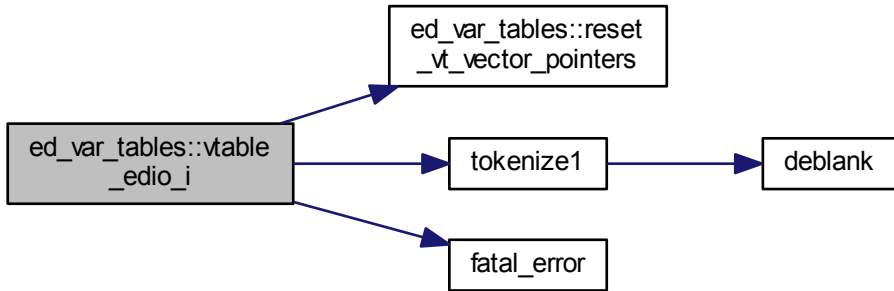 ed_var_tables::reset
_vt_vector_pointers
ed_var_tables::vtable
_edio_i
tokenize1
deblank
fatal_error